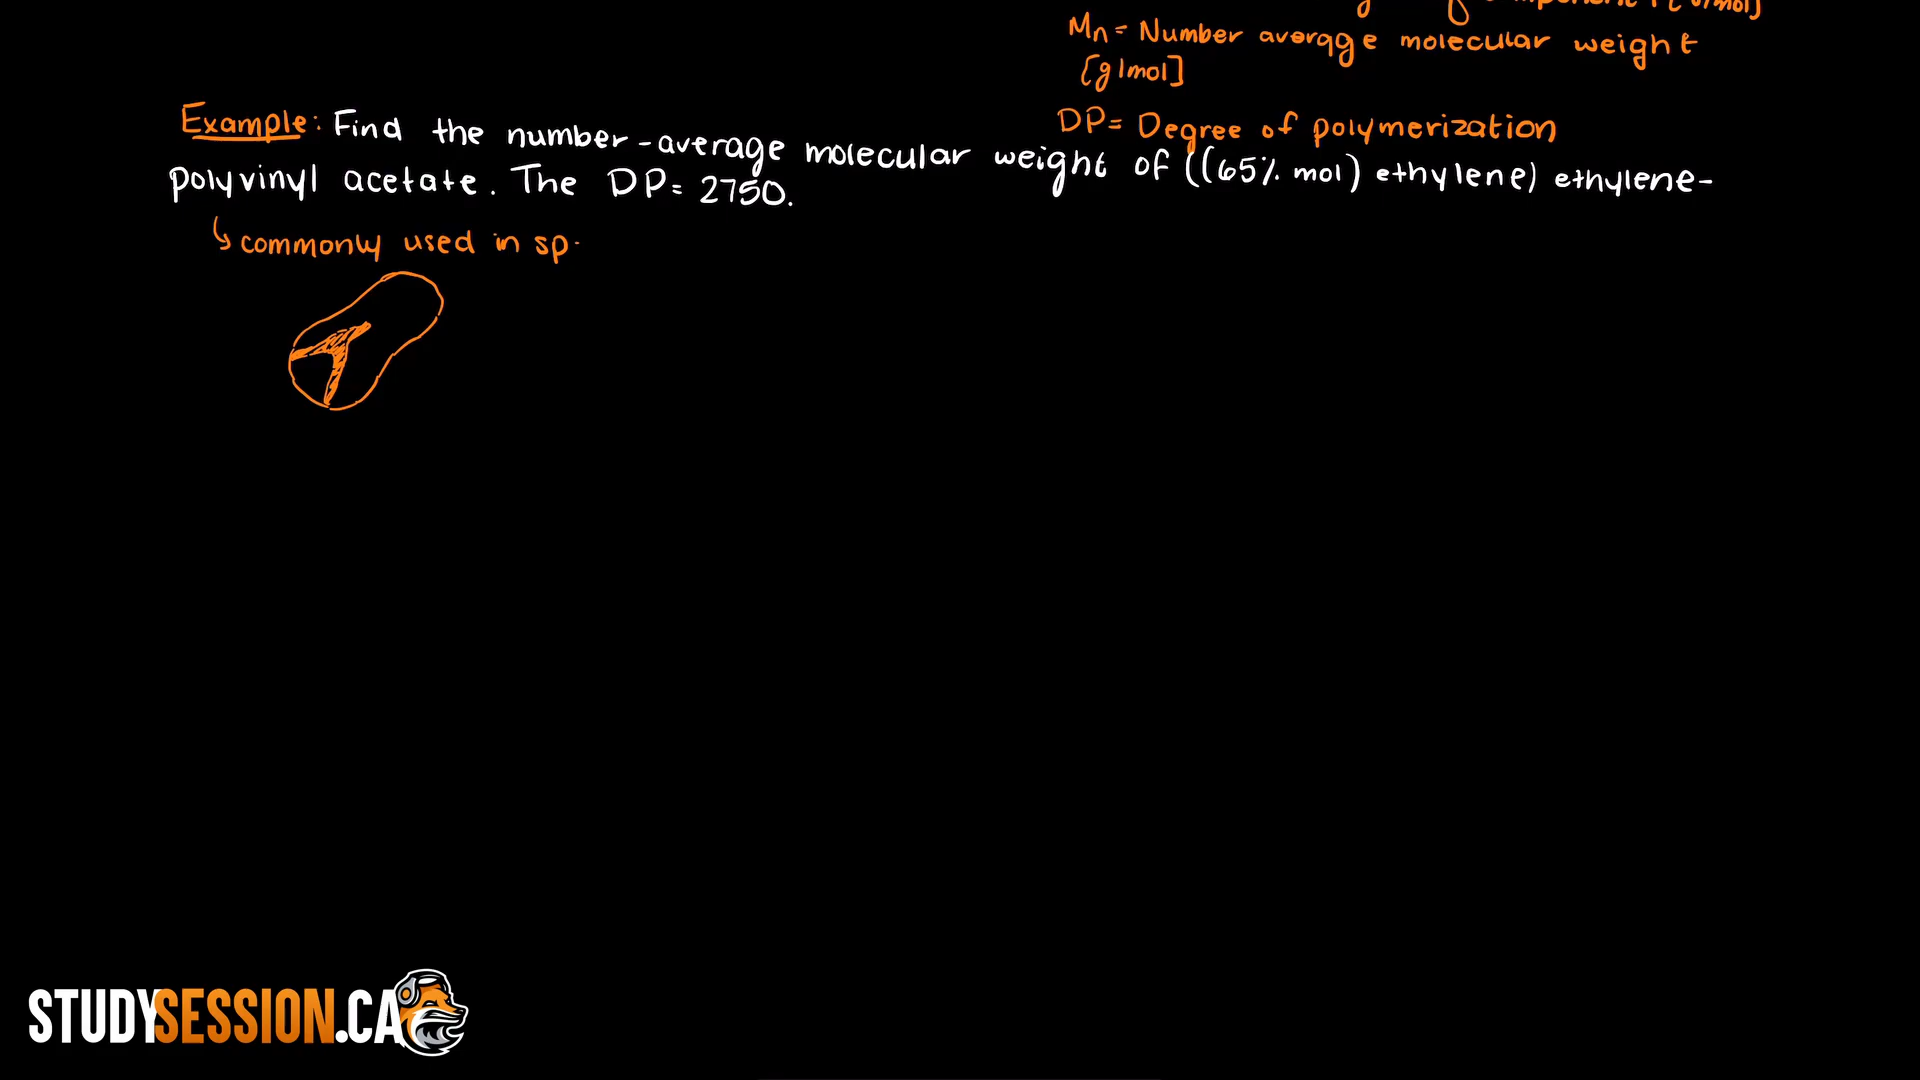 Mn = Number average molecular weight
[g/mol]
DP = Degree of polymerization
Example: Find the number-average molecular weight of ((65% mol) ethylene) ethylene-
polyvinyl acetate. The DP = 2750.
↳ commonly used in sp
STUDYSESSION.CA